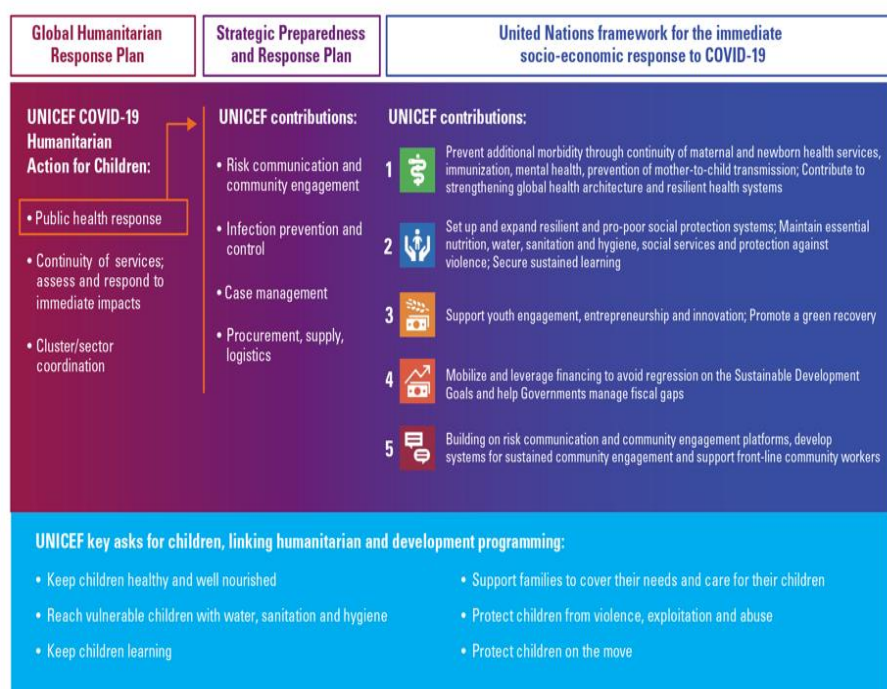 Global Humanitarian
Response Plan
Strategic Preparedness
and Response Plan
United Nations framework for the immediate
socio-economic response to COVID-19
UNICEF COVID-19
Humanitarian
Action for Children:
• Public health response
• Continuity of services;
assess and respond to
immediate impacts
• Cluster/sector
coordination
UNICEF contributions:
• Risk communication and
community engagement
• Infection prevention and
control
• Case management
• Procurement, supply,
logistics
UNICEF contributions:
1 Prevent additional morbidity through continuity of maternal and newborn health services,
immunization, mental health, prevention of mother-to-child transmission; Contribute to
strengthening global health architecture and resilient health systems
2 Set up and expand resilient and pro-poor social protection systems; Maintain essential
nutrition, water, sanitation and hygiene, social services and protection against
violence; Secure sustained learning
3 Support youth engagement, entrepreneurship and innovation; Promote a green recovery
4 Mobilize and leverage financing to avoid regression on the Sustainable Development
Goals and help Governments manage fiscal gaps
5 Building on risk communication and community engagement platforms, develop
systems for sustained community engagement and support front-line community workers
UNICEF key asks for children, linking humanitarian and development programming:
• Keep children healthy and well nourished
• Reach vulnerable children with water, sanitation and hygiene
• Keep children learning
• Support families to cover their needs and care for their children
• Protect children from violence, exploitation and abuse
• Protect children on the move